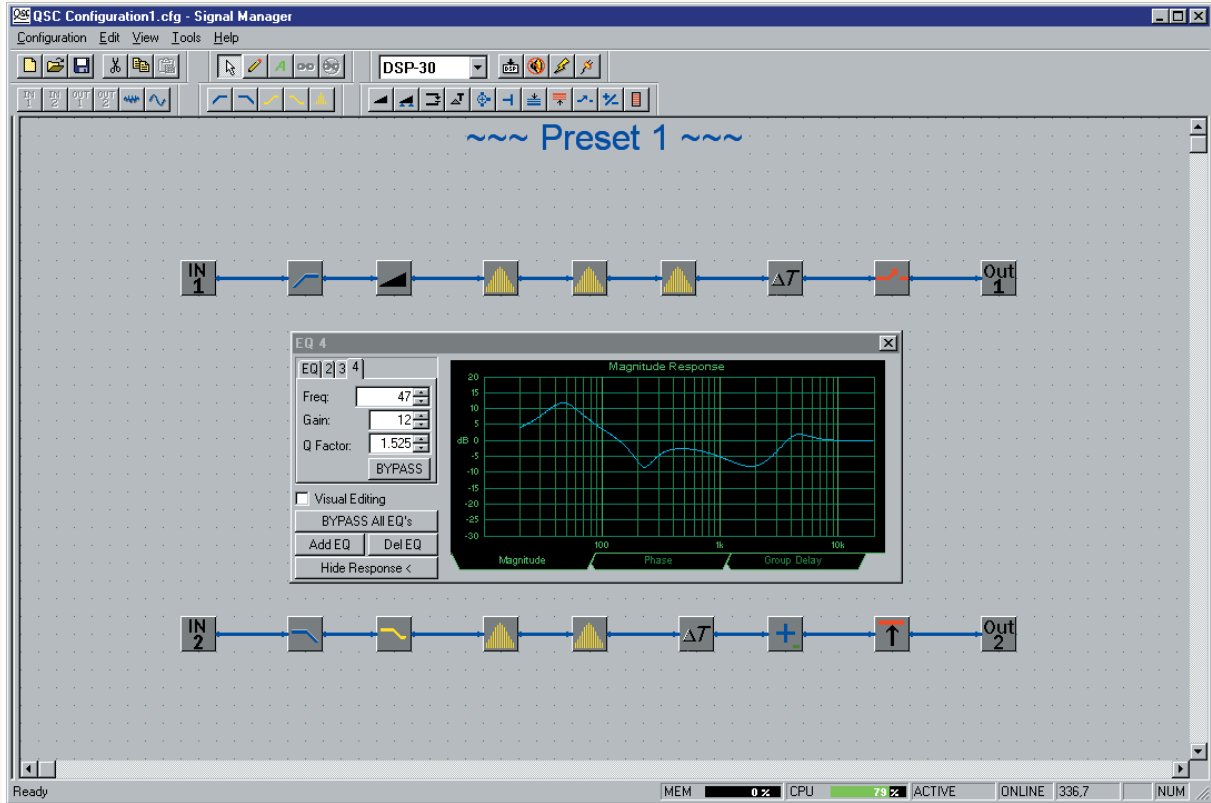 QSC QSC Configuration1.cfg - Signal Manager
Configuration Edit View Tools Help
A DSP-30 DSP
IN 1 IN 2 OUT 1 OUT 2 ΔT +/-
~~~ Preset 1 ~~~
IN 1 ΔT Out 1
EQ 4
EQ 2 3 4
Freq: 47
Gain: 12
Q Factor: 1.525
BYPASS
Visual Editing
BYPASS All EQ's
Add EQ Del EQ
Hide Response <
Magnitude Response
20
15
10
5
dB 0
-5
-10
-15
-20
-25
-30
100 1k 10k
Magnitude Phase Group Delay
IN 2 ΔT + Out 2
Ready MEM 0 % CPU 79 % ACTIVE ONLINE 336,7 NUM